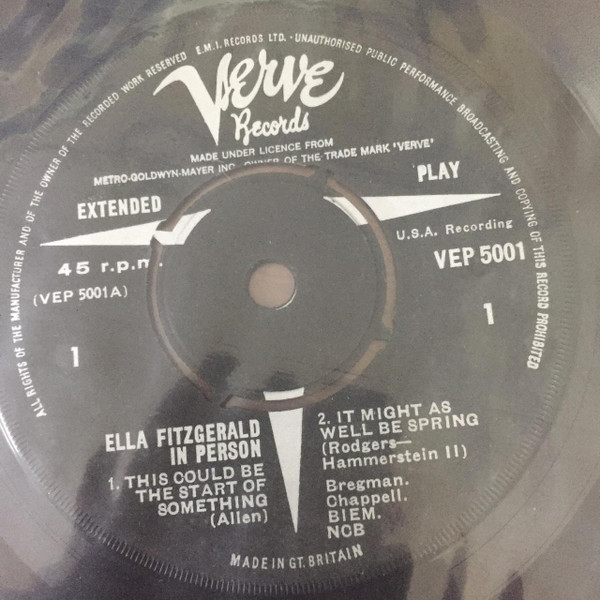 ALL RIGHTS OF THE MANUFACTURER AND OF THE OWNER OF THE RECORDED WORK RESERVED E.M.I. RECORDS LTD. · UNAUTHORISED PUBLIC PERFORMANCE BROADCASTING AND COPYING OF THIS RECORD PROHIBITED
Verve
Records
MADE UNDER LICENCE FROM
METRO-GOLDWYN-MAYER INC. OWNER OF THE TRADE MARK 'VERVE'
EXTENDED
PLAY
45 r.p.m.
(VEP 5001A)
1
U.S.A. Recording
VEP 5001
1
ELLA FITZGERALD
IN PERSON
1. THIS COULD BE
THE START OF
SOMETHING
(Allen)
2. IT MIGHT AS
WELL BE SPRING
(Rodgers—
Hammerstein II)
Bregman.
Chappell.
BIEM.
NCB
MADE IN GT. BRITAIN